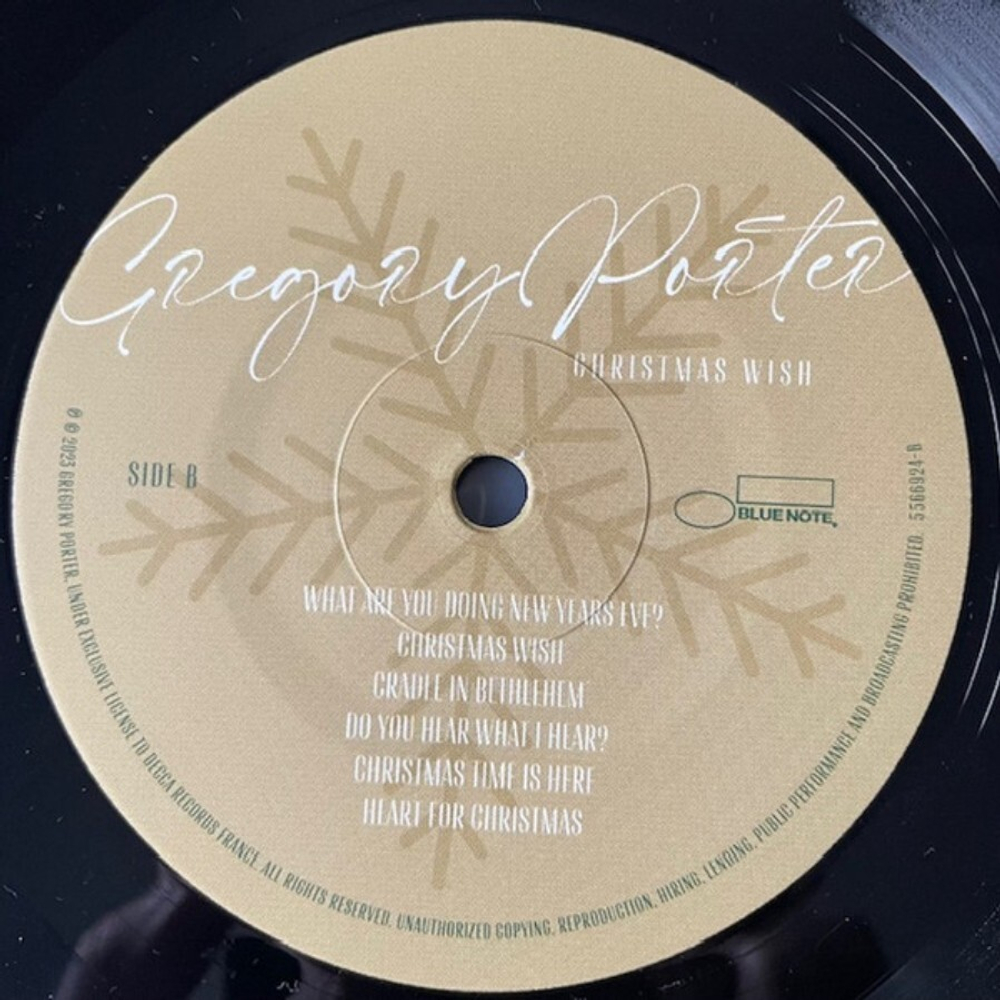 Gregory Porter
CHRISTMAS WISH
SIDE B
BLUE NOTE
WHAT ARE YOU DOING NEW YEARS EVE?
CHRISTMAS WISH
CRADLE IN BETHLEHEM
DO YOU HEAR WHAT I HEAR?
CHRISTMAS TIME IS HERE
HEART FOR CHRISTMAS
℗ © 2023 GREGORY PORTER. UNDER EXCLUSIVE LICENSE TO DECCA RECORDS FRANCE. ALL RIGHTS RESERVED. UNAUTHORIZED COPYING, REPRODUCTION, HIRING, LENDING, PUBLIC PERFORMANCE AND BROADCASTING PROHIBITED. 5566924-B